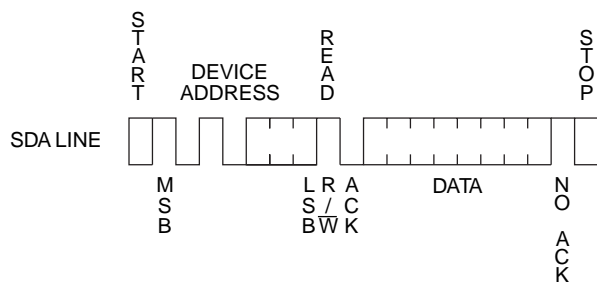 START
DEVICE
ADDRESS
READ
STOP
SDA LINE
MSB
LSB
R/W
ACK
DATA
NO ACK